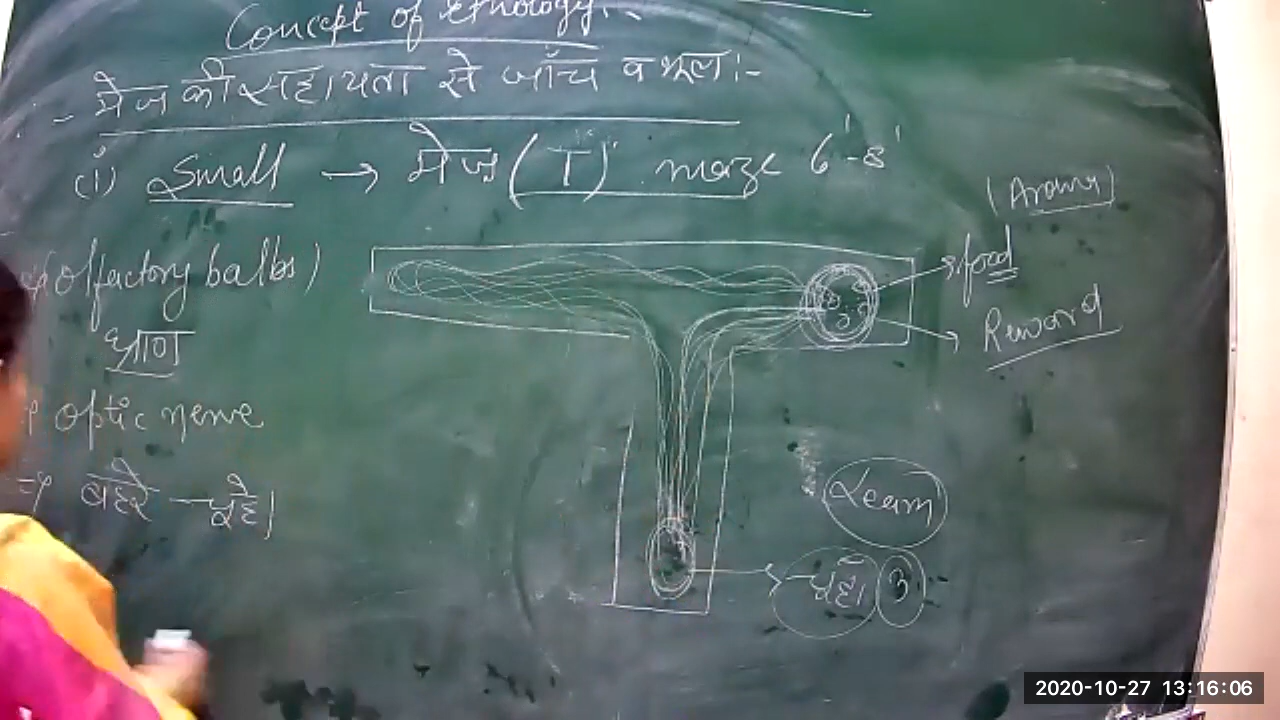 Concept of Ethology:-
- मेज की सहायता से जाँच व भूल :-
(i) Small → मेज ( "T" maze 6'-8'
(Aroma)
(olfactory balbs)
घ्राण
food
Reward
optic nerve
बहरे - चूहे।
Learn
चूहा 3
2020-10-27 13:16:06